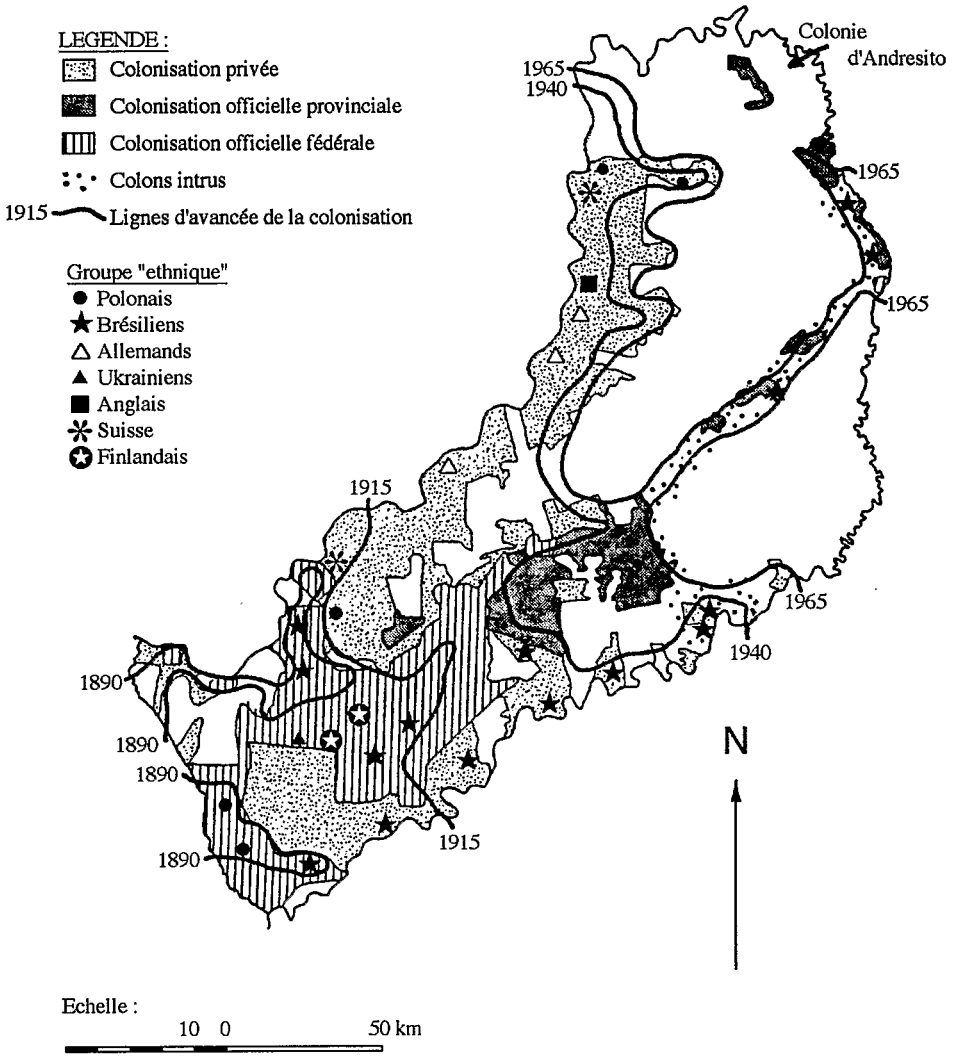 LEGENDE :
Colonisation privée
Colonisation officielle provinciale
Colonisation officielle fédérale
Colons intrus
1915
Lignes d'avancée de la colonisation
Groupe "ethnique"
Polonais
Brésiliens
Allemands
Ukrainiens
Anglais
Suisse
Finlandais
Colonie
d'Andresito
1965
1940
1965
1965
1915
1965
1940
1890
1890
1890
1915
1890
N
Echelle :
10 0 50 km